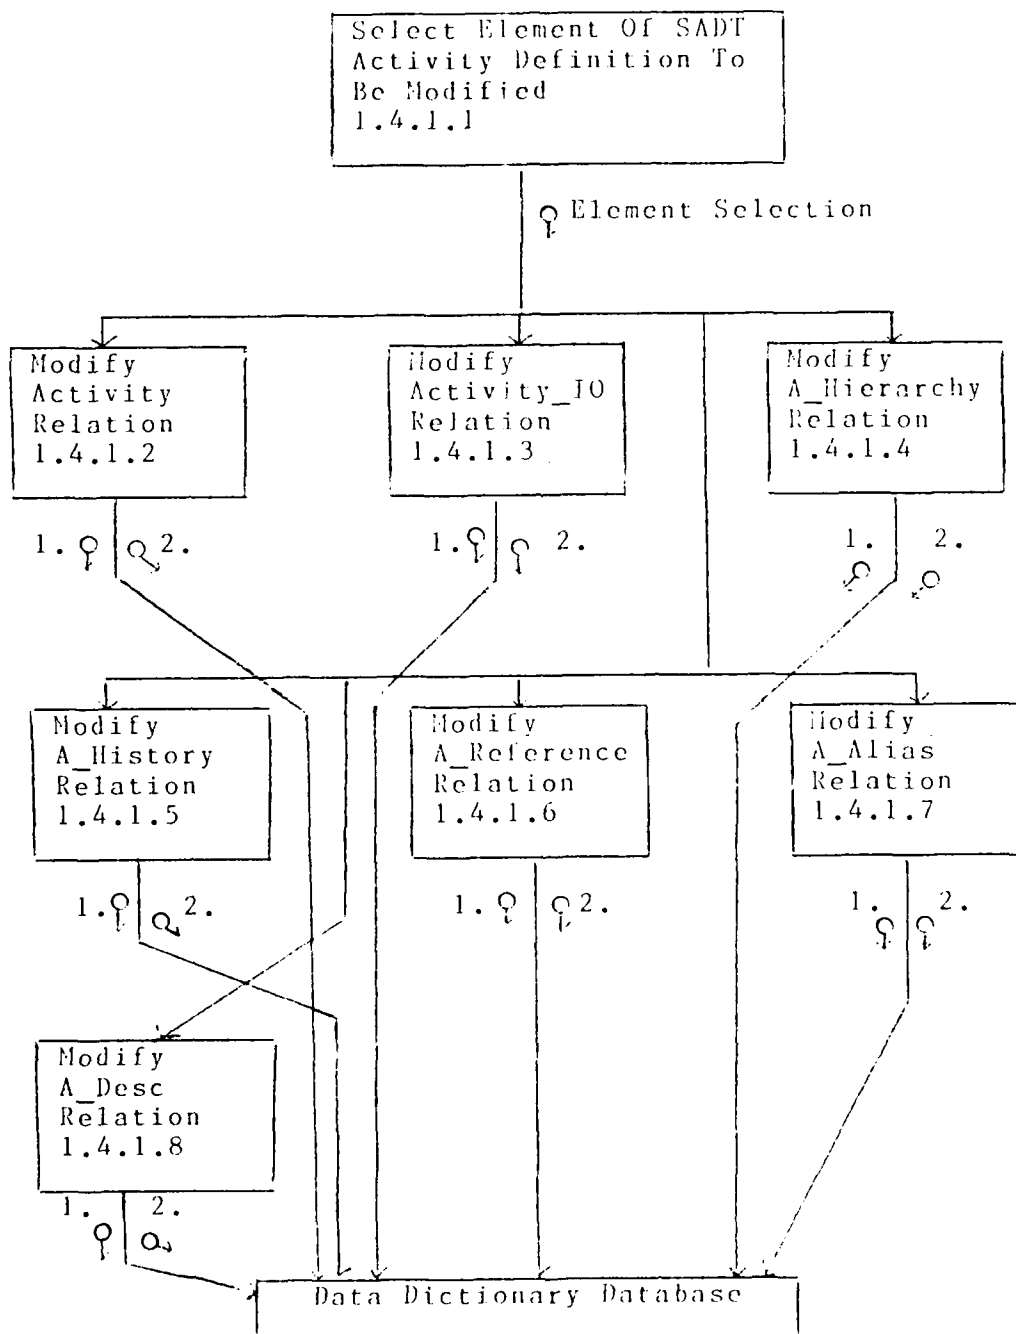 Select Element Of SADT
Activity Definition To
Be Modified
1.4.1.1
Element Selection
Modify
Activity
Relation
1.4.1.2
Modify
Activity_IO
Relation
1.4.1.3
Modify
A_Hierarchy
Relation
1.4.1.4
1. 2.
1. 2.
1. 2.
Modify
A_History
Relation
1.4.1.5
Modify
A_Reference
Relation
1.4.1.6
Modify
A_Alias
Relation
1.4.1.7
1. 2.
1. 2.
1. 2.
Modify
A_Desc
Relation
1.4.1.8
1. 2.
Data Dictionary Database